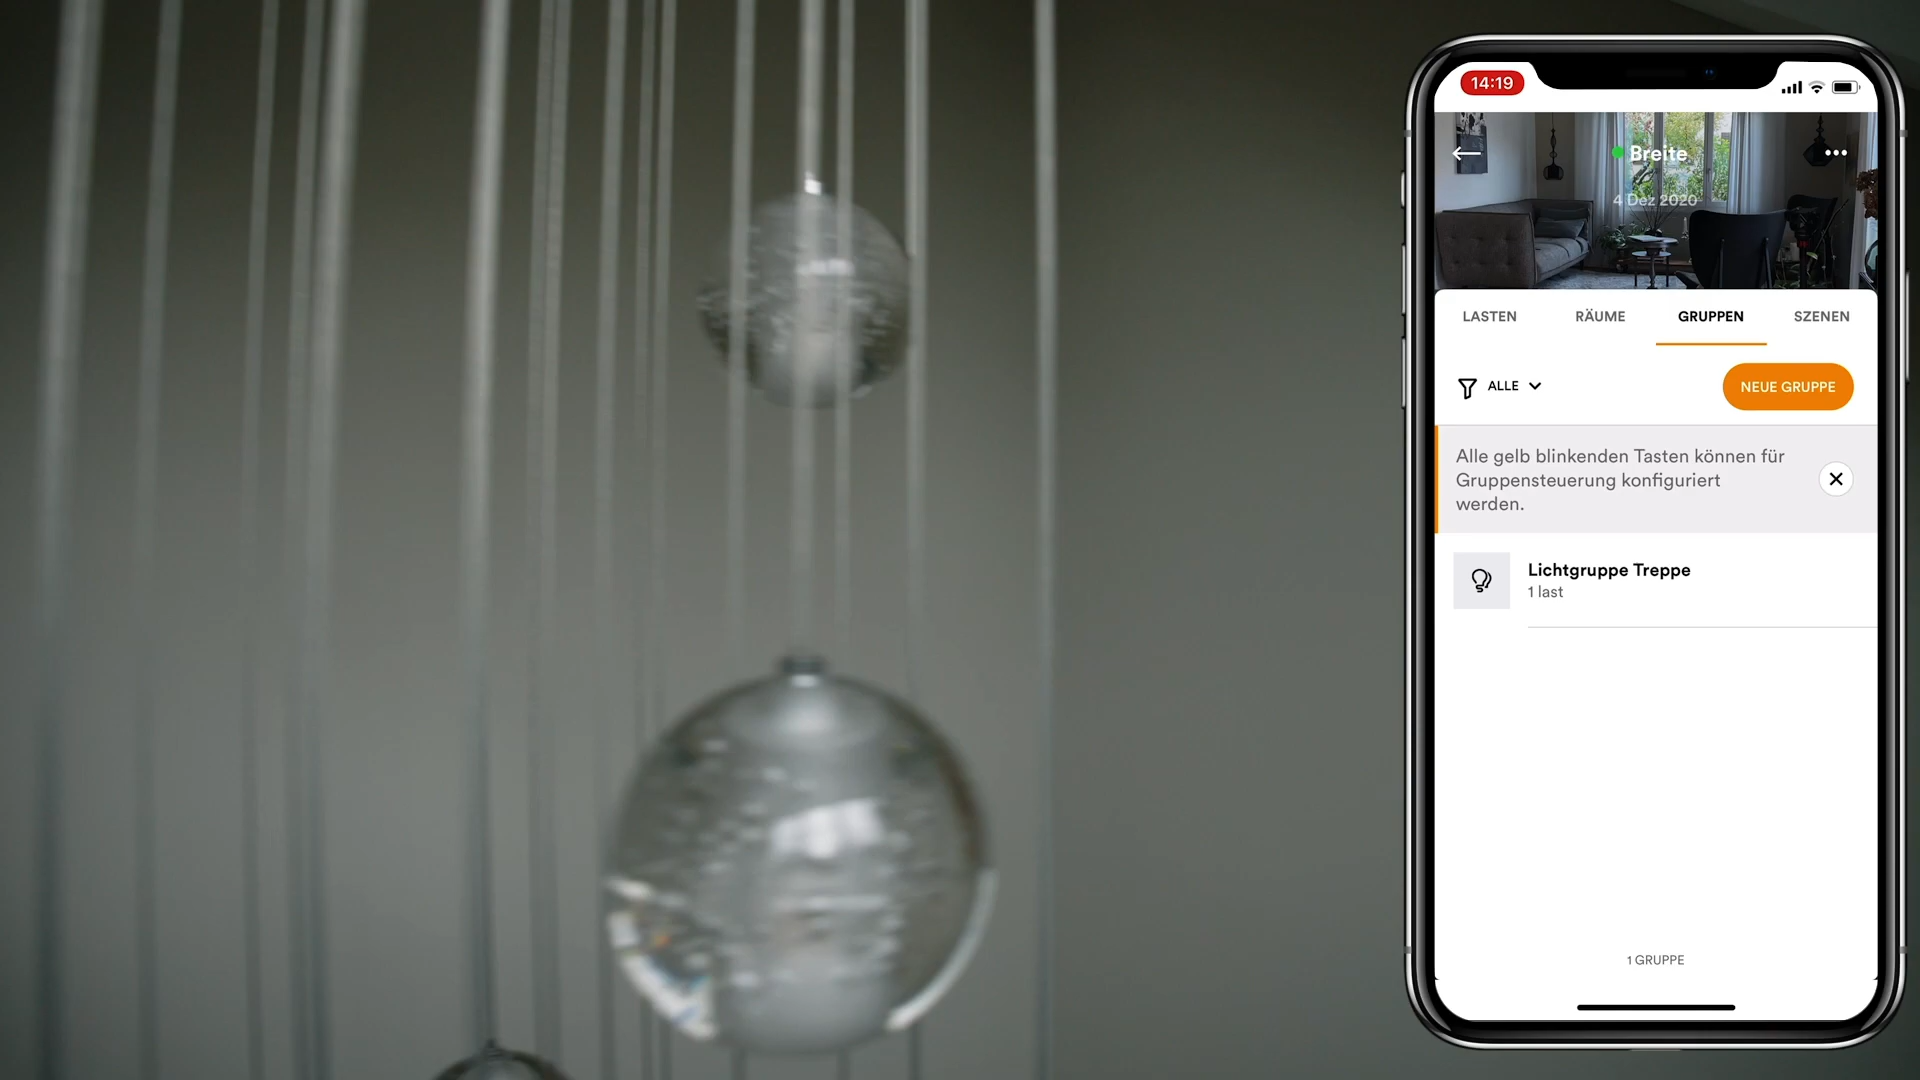 14:19
Breite
4 Dez 2020
LASTEN RÄUME GRUPPEN SZENEN
ALLE NEUE GRUPPE
Alle gelb blinkenden Tasten können für
Gruppensteuerung konfiguriert
werden.
Lichtgruppe Treppe
1 last
1 GRUPPE